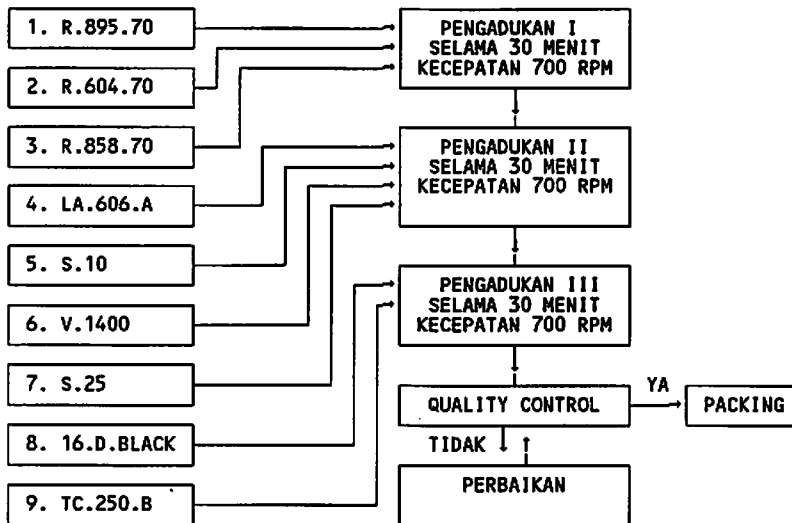 1. R.895.70
2. R.604.70
3. R.858.70
4. LA.606.A
5. S.10
6. V.1400
7. S.25
8. 16.D.BLACK
9. TC.250.B
PENGADUKAN I
SELAMA 30 MENIT
KECEPATAN 700 RPM
PENGADUKAN II
SELAMA 30 MENIT
KECEPATAN 700 RPM
PENGADUKAN III
SELAMA 30 MENIT
KECEPATAN 700 RPM
QUALITY CONTROL
YA
PACKING
TIDAK
PERBAIKAN